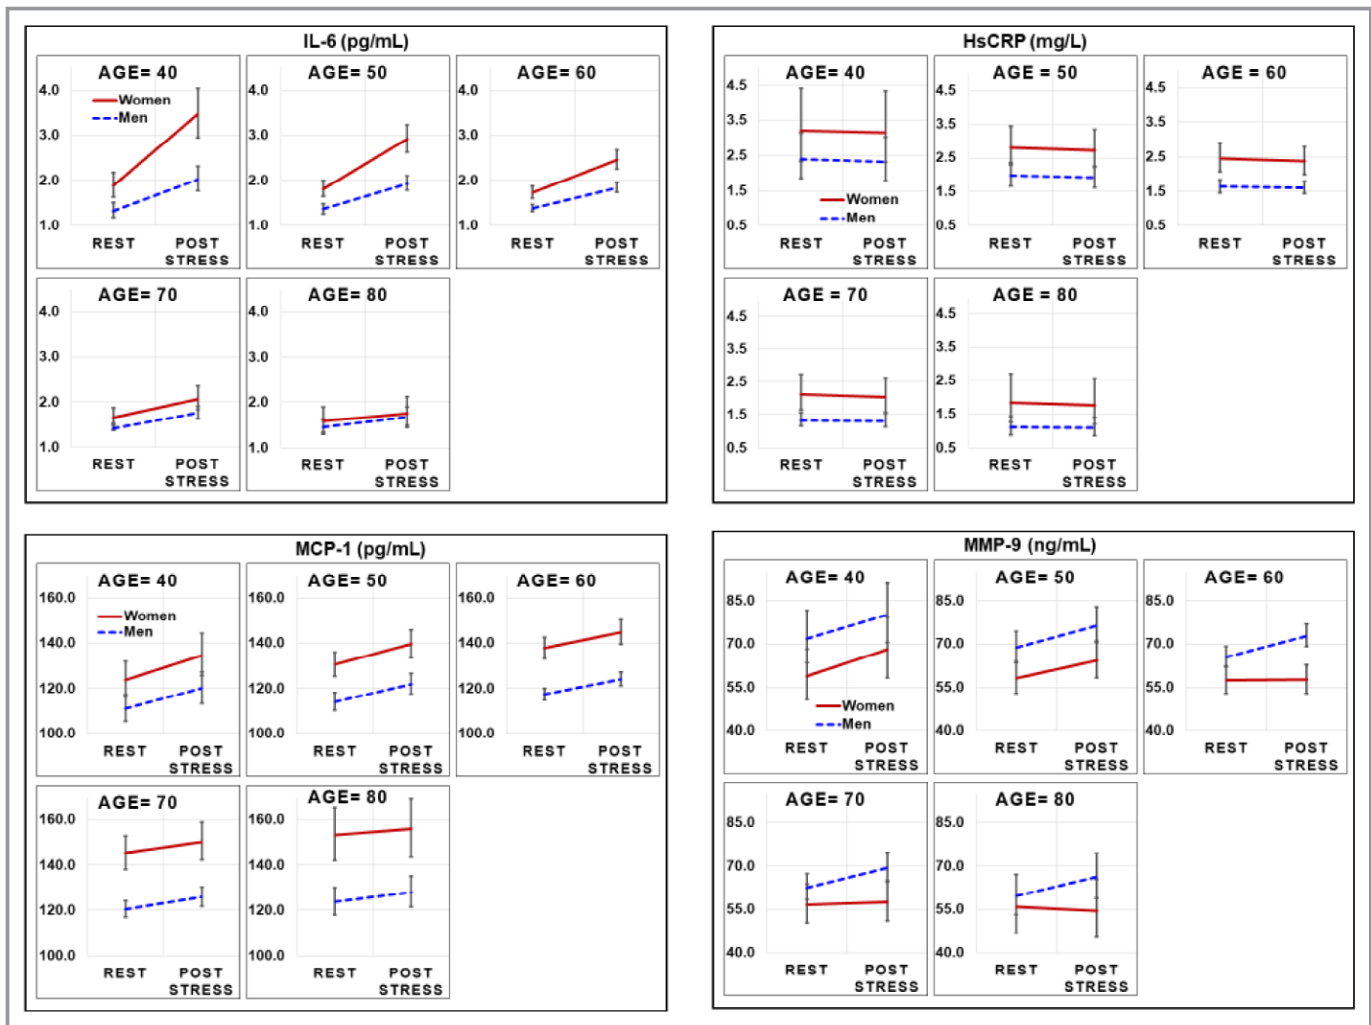 IL-6 (pg/mL)
AGE= 40
4.0
3.0
2.0
1.0
Women
Men
REST
POST
STRESS
AGE= 50
4.0
3.0
2.0
1.0
REST
POST
STRESS
AGE= 60
4.0
3.0
2.0
1.0
REST
POST
STRESS
AGE= 70
4.0
3.0
2.0
1.0
REST
POST
STRESS
AGE= 80
4.0
3.0
2.0
1.0
REST
POST
STRESS
HsCRP (mg/L)
AGE = 40
4.5
3.5
2.5
1.5
0.5
Women
Men
REST
POST
STRESS
AGE = 50
4.5
3.5
2.5
1.5
0.5
REST
POST
STRESS
AGE = 60
4.5
3.5
2.5
1.5
0.5
REST
POST
STRESS
AGE = 70
4.5
3.5
2.5
1.5
0.5
REST
POST
STRESS
AGE = 80
4.5
3.5
2.5
1.5
0.5
REST
POST
STRESS
MCP-1 (pg/mL)
AGE= 40
160.0
140.0
120.0
100.0
Women
Men
REST
POST
STRESS
AGE= 50
160.0
140.0
120.0
100.0
REST
POST
STRESS
AGE= 60
160.0
140.0
120.0
100.0
REST
POST
STRESS
AGE= 70
160.0
140.0
120.0
100.0
REST
POST
STRESS
AGE= 80
160.0
140.0
120.0
100.0
REST
POST
STRESS
MMP-9 (ng/mL)
AGE= 40
85.0
70.0
55.0
40.0
Women
Men
REST
POST
STRESS
AGE= 50
85.0
70.0
55.0
40.0
REST
POST
STRESS
AGE= 60
85.0
70.0
55.0
40.0
REST
POST
STRESS
AGE= 70
85.0
70.0
55.0
40.0
REST
POST
STRESS
AGE= 80
85.0
70.0
55.0
40.0
REST
POST
STRESS